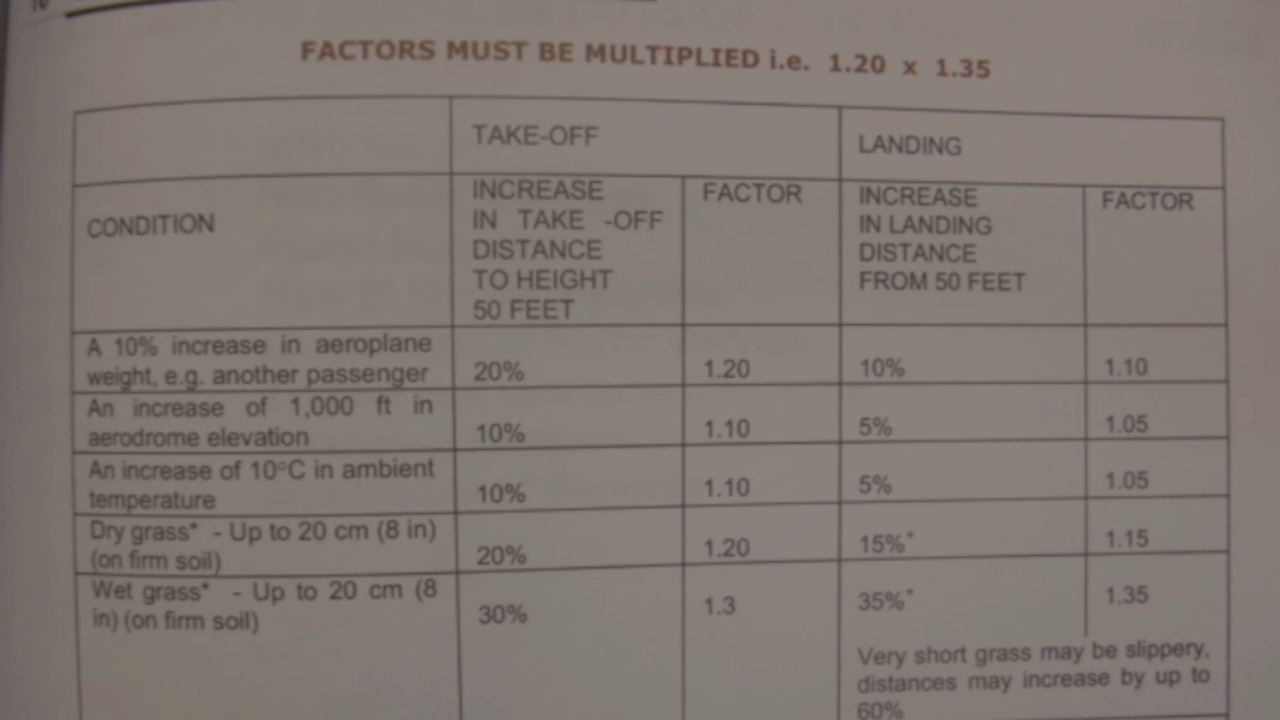 FACTORS MUST BE MULTIPLIED i.e. 1.20 x 1.35
TAKE-OFF
LANDING
CONDITION
INCREASE
IN TAKE -OFF
DISTANCE
TO HEIGHT
50 FEET
FACTOR
INCREASE
IN LANDING
DISTANCE
FROM 50 FEET
FACTOR
A 10% increase in aeroplane
weight, e.g. another passenger
20%
1.20
10%
1.10
An increase of 1,000 ft in
aerodrome elevation
10%
1.10
5%
1.05
An increase of 10°C in ambient
temperature
10%
1.10
5%
1.05
Dry grass* - Up to 20 cm (8 in)
(on firm soil)
20%
1.20
15%+
1.15
Wet grass* - Up to 20 cm (8
in) (on firm soil)
30%
1.3
35%+
1.35
Very short grass may be slippery,
distances may increase by up to
60%